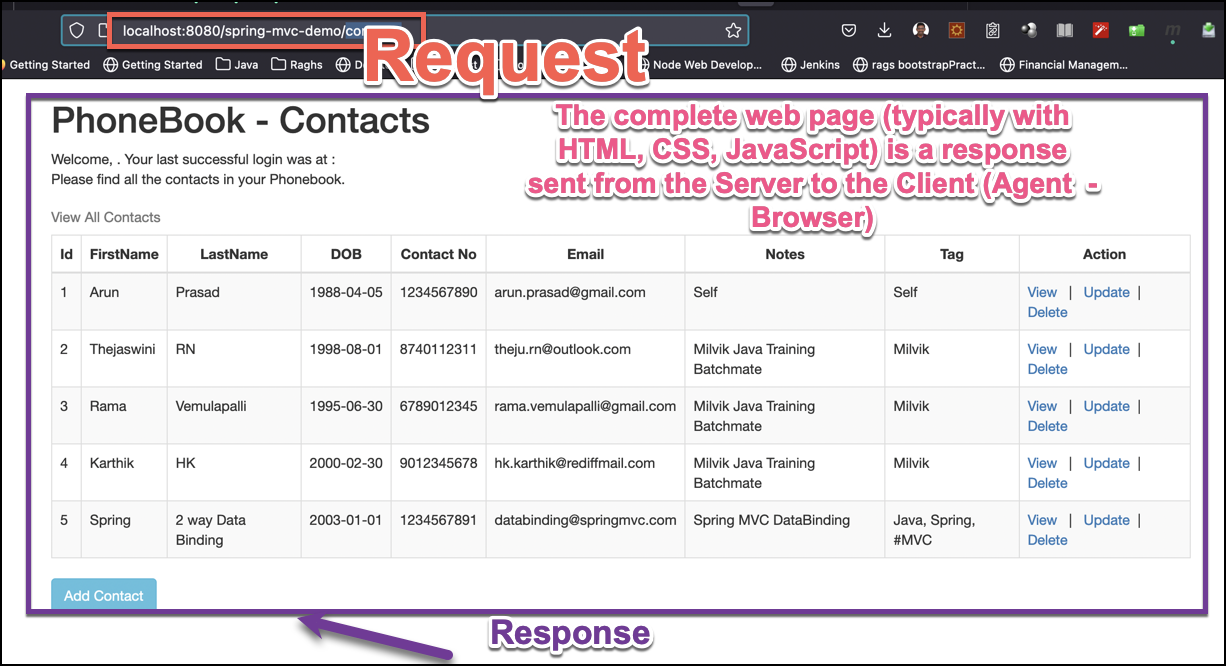 localhost:8080/spring-mvc-demo/
Request
Getting Started Getting Started Java Raghs Node Web Develop... Jenkins rags bootstrapPract... Financial Managem...
PhoneBook - Contacts
The complete web page (typically with
HTML, CSS, JavaScript) is a response
sent from the Server to the Client (Agent -
Browser)
Welcome, . Your last successful login was at :
Please find all the contacts in your Phonebook.
View All Contacts
Id FirstName LastName DOB Contact No Email Notes Tag Action
1 Arun Prasad 1988-04-05 1234567890 arun.prasad@gmail.com Self Self View | Update |
Delete
2 Thejaswini RN 1998-08-01 8740112311 theju.rn@outlook.com Milvik Java Training Milvik View | Update |
Batchmate Delete
3 Rama Vemulapalli 1995-06-30 6789012345 rama.vemulapalli@gmail.com Milvik Java Training Milvik View | Update |
Batchmate Delete
4 Karthik HK 2000-02-30 9012345678 hk.karthik@rediffmail.com Milvik Java Training Milvik View | Update |
Batchmate Delete
5 Spring 2 way Data 2003-01-01 1234567891 databinding@springmvc.com Spring MVC DataBinding Java, Spring, View | Update |
Binding #MVC Delete
Add Contact
Response